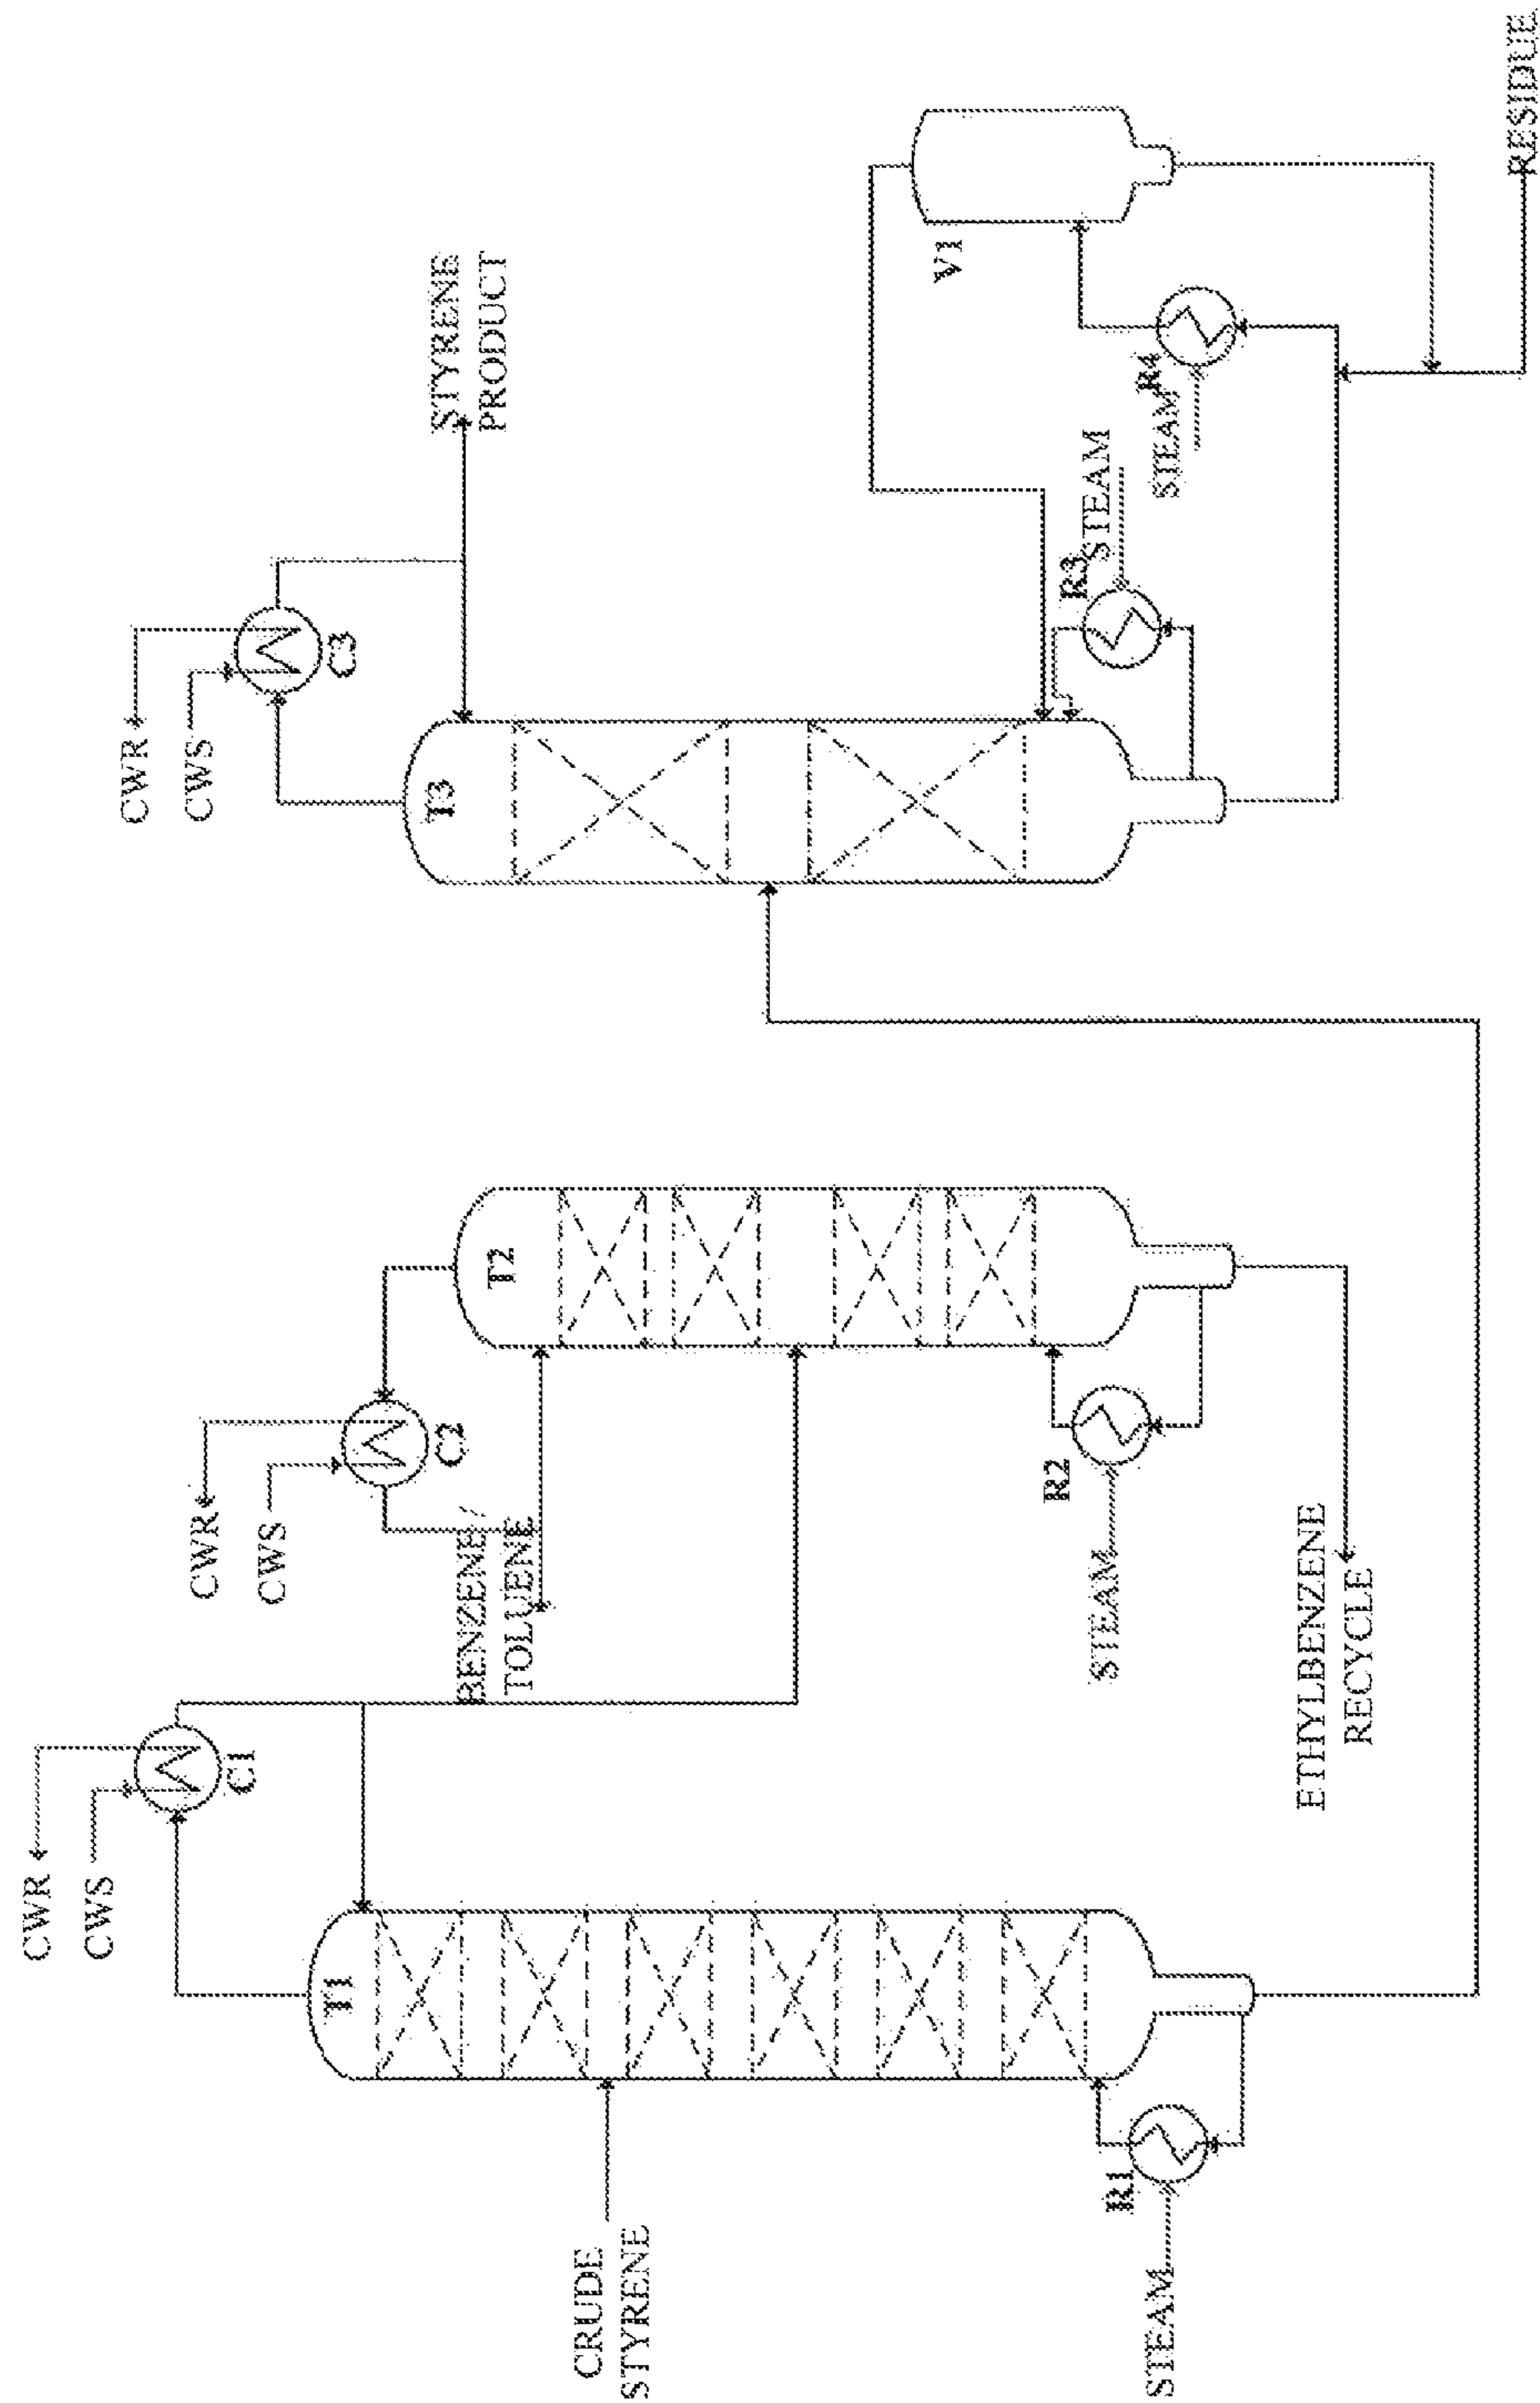 CWR
CWS
C1
T1
CRUDE
STYRENE
R1
STEAM
CWR
CWS
C2
BENZENE /
TOLUENE
T2
R2
STEAM
ETHYLBENZENE
RECYCLE
CWR
CWS
C3
T3
STYRENE
PRODUCT
R3
STEAM
V1
R4
STEAM
RESIDUE